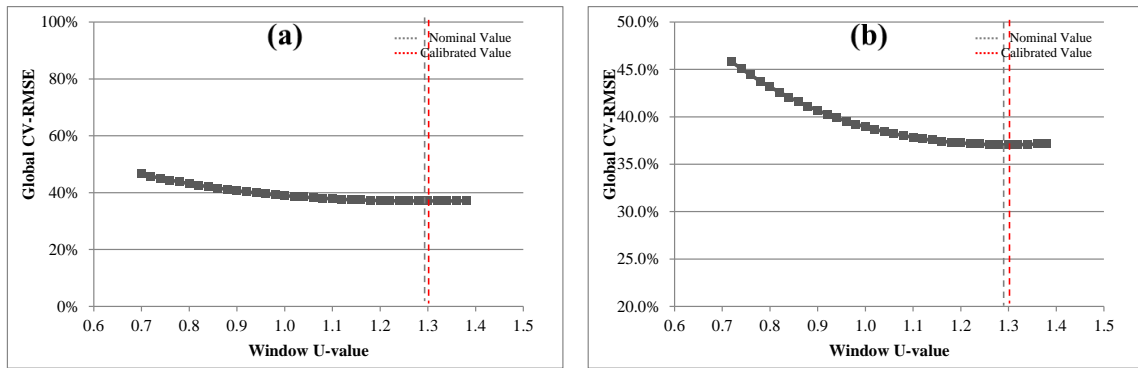 (a)
Nominal Value
Calibrated Value
Global CV-RMSE
100%
80%
60%
40%
20%
0%
0.6 0.7 0.8 0.9 1.0 1.1 1.2 1.3 1.4 1.5
Window U-value
(b)
Nominal Value
Calibrated Value
Global CV-RMSE
50.0%
45.0%
40.0%
35.0%
30.0%
25.0%
20.0%
0.6 0.7 0.8 0.9 1.0 1.1 1.2 1.3 1.4 1.5
Window U-value